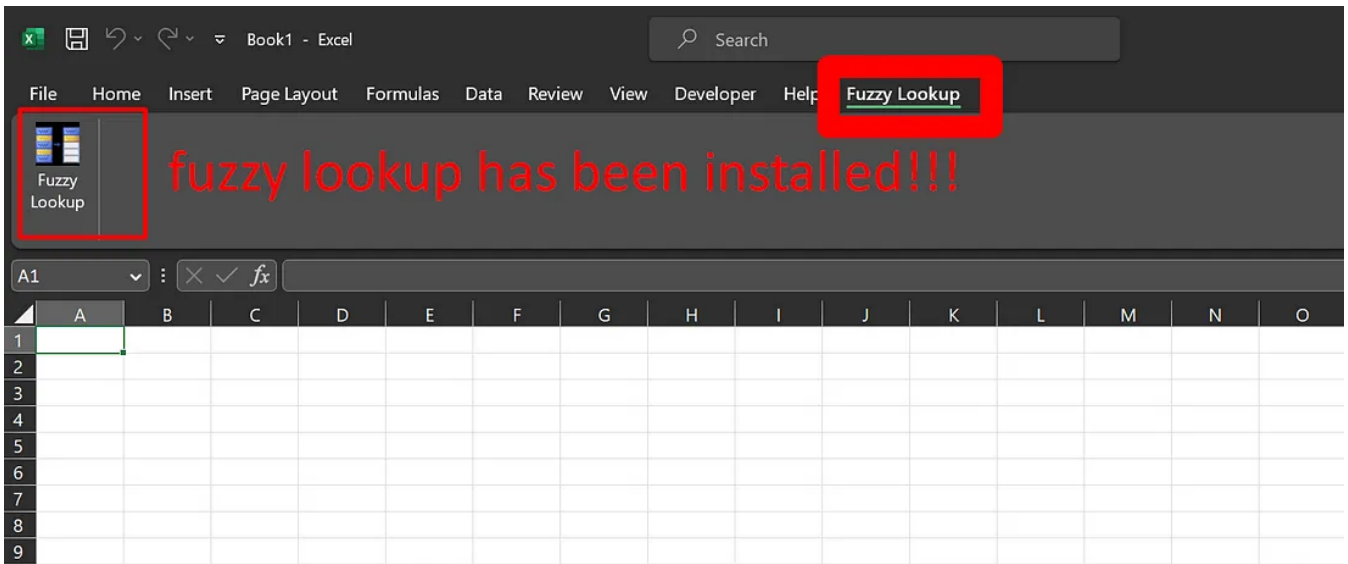 Book1 - Excel
Search
File Home Insert Page Layout Formulas Data Review View Developer Help Fuzzy Lookup
Fuzzy
Lookup
fuzzy lookup has been installed!!!
A1 fx
A B C D E F G H I J K L M N O
1
2
3
4
5
6
7
8
9